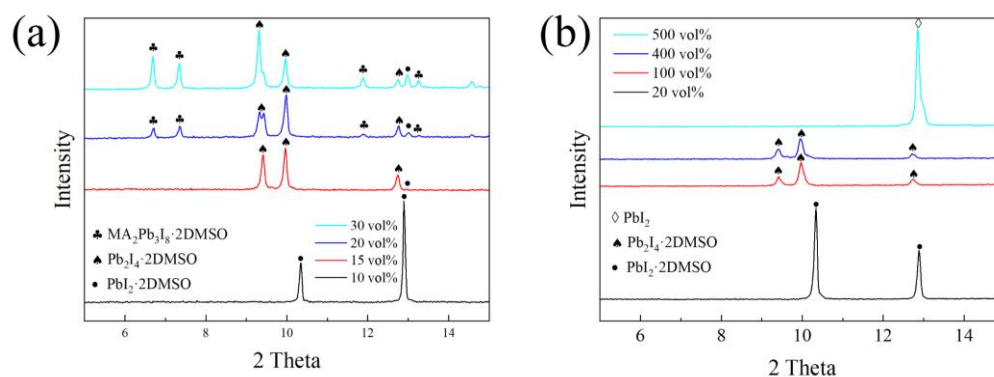 (a)
Intensity
30 vol%
20 vol%
15 vol%
10 vol%
♣ MA₂Pb₃I₈·2DMSO
♠ Pb₂I₄·2DMSO
● PbI₂·2DMSO
6 8 10 12 14
2 Theta
(b)
Intensity
500 vol%
400 vol%
100 vol%
20 vol%
◊ PbI₂
♠ Pb₂I₄·2DMSO
● PbI₂·2DMSO
6 8 10 12 14
2 Theta